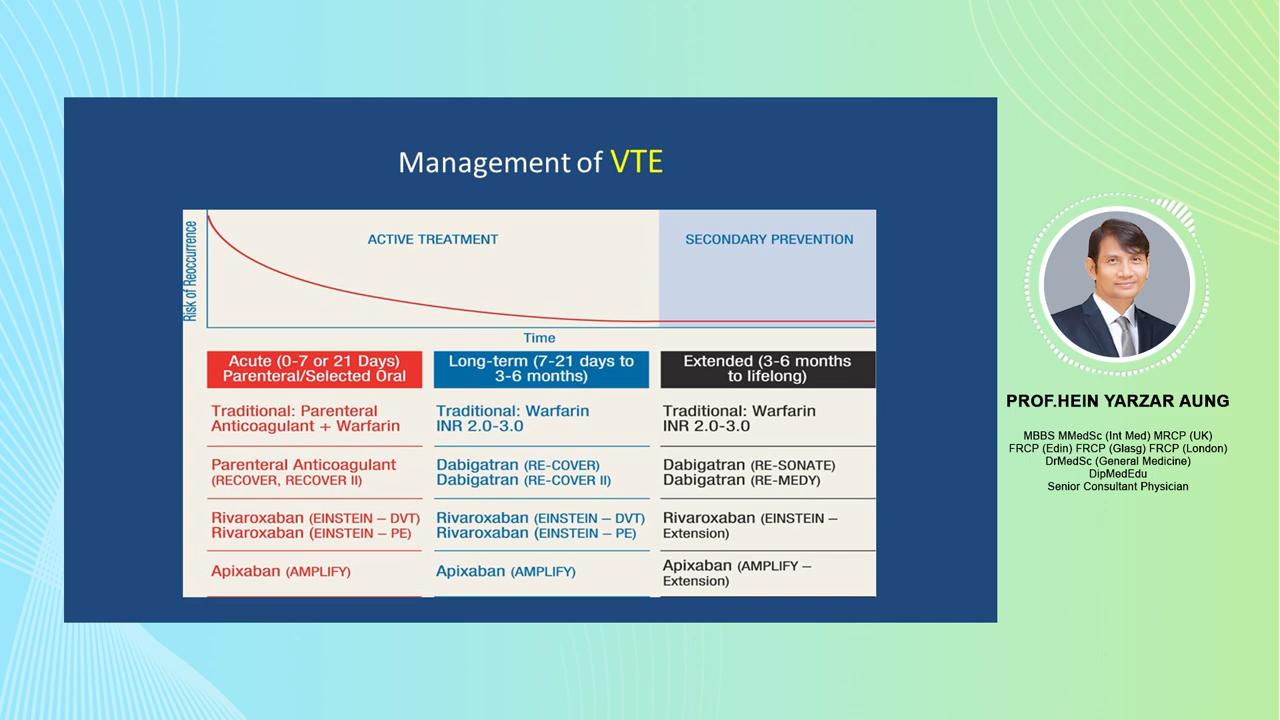 Management of VTE
Risk of Reoccurrence
ACTIVE TREATMENT
SECONDARY PREVENTION
Time
Acute (0-7 or 21 Days)
Parenteral/Selected Oral
Long-term (7-21 days to
3-6 months)
Extended (3-6 months
to lifelong)
Traditional: Parenteral
Anticoagulant + Warfarin
Traditional: Warfarin
INR 2.0-3.0
Traditional: Warfarin
INR 2.0-3.0
Parenteral Anticoagulant
(RECOVER, RECOVER II)
Dabigatran (RE-COVER)
Dabigatran (RE-COVER II)
Dabigatran (RE-SONATE)
Dabigatran (RE-MEDY)
Rivaroxaban (EINSTEIN – DVT)
Rivaroxaban (EINSTEIN – PE)
Rivaroxaban (EINSTEIN – DVT)
Rivaroxaban (EINSTEIN – PE)
Rivaroxaban (EINSTEIN –
Extension)
Apixaban (AMPLIFY)
Apixaban (AMPLIFY)
Apixaban (AMPLIFY –
Extension)
PROF.HEIN YARZAR AUNG
MBBS MMedSc (Int Med) MRCP (UK)
FRCP (Edin) FRCP (Glasg) FRCP (London)
DrMedSc (General Medicine)
DipMedEdu
Senior Consultant Physician